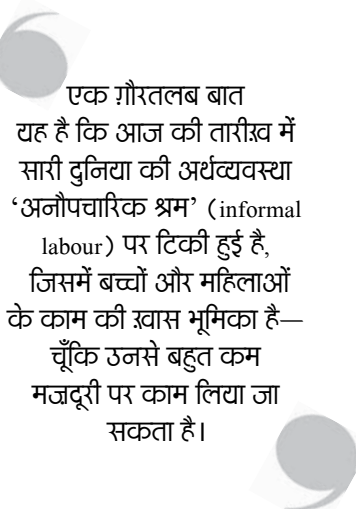 एक ग़ौरतलब बात
यह है कि आज की तारीख़ में
सारी दुनिया की अर्थव्यवस्था
‘अनौपचारिक श्रम’ (informal
labour) पर टिकी हुई है,
जिसमें बच्चों और महिलाओं
के काम की ख़ास भूमिका है—
चूँकि उनसे बहुत कम
मज़दूरी पर काम लिया जा
सकता है।